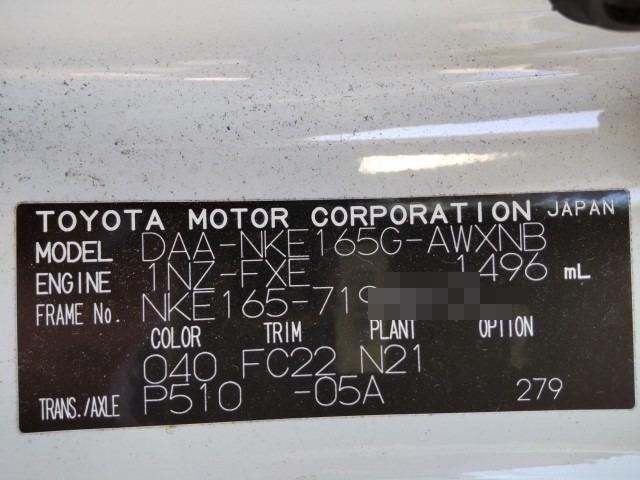 TOYOTA MOTOR CORPORATION JAPAN
MODEL DAA-NKE165G-AWXNB
ENGINE 1NZ-FXE 1496 mL
FRAME No. NKE165-719
COLOR TRIM PLANT OPTION
040 FC22 N21
TRANS./AXLE P510 -05A 279